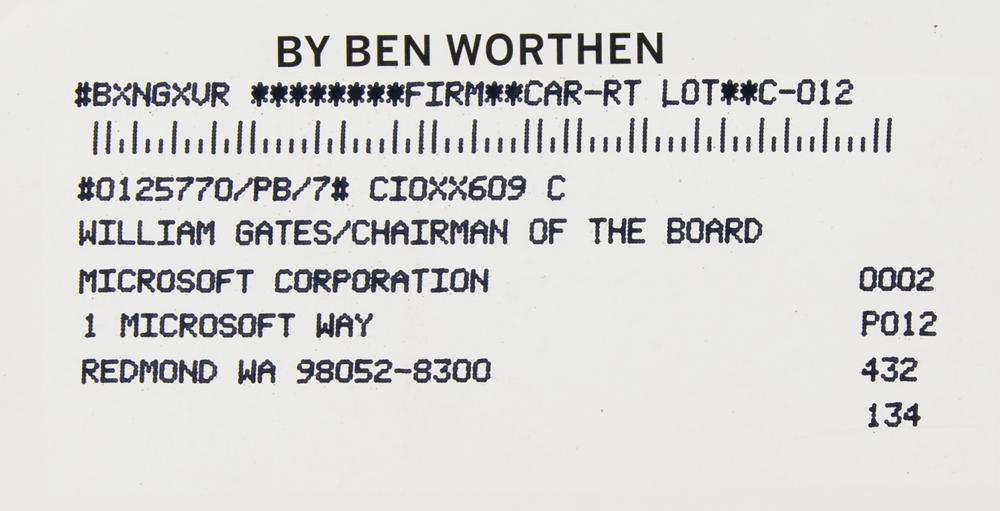 BY BEN WORTHEN
#BXNGXVR ********FIRM**CAR-RT LOT**C-012
#0125770/PB/7# CIOXX609 C
WILLIAM GATES/CHAIRMAN OF THE BOARD
MICROSOFT CORPORATION 0002
1 MICROSOFT WAY P012
REDMOND WA 98052-8300 432
134